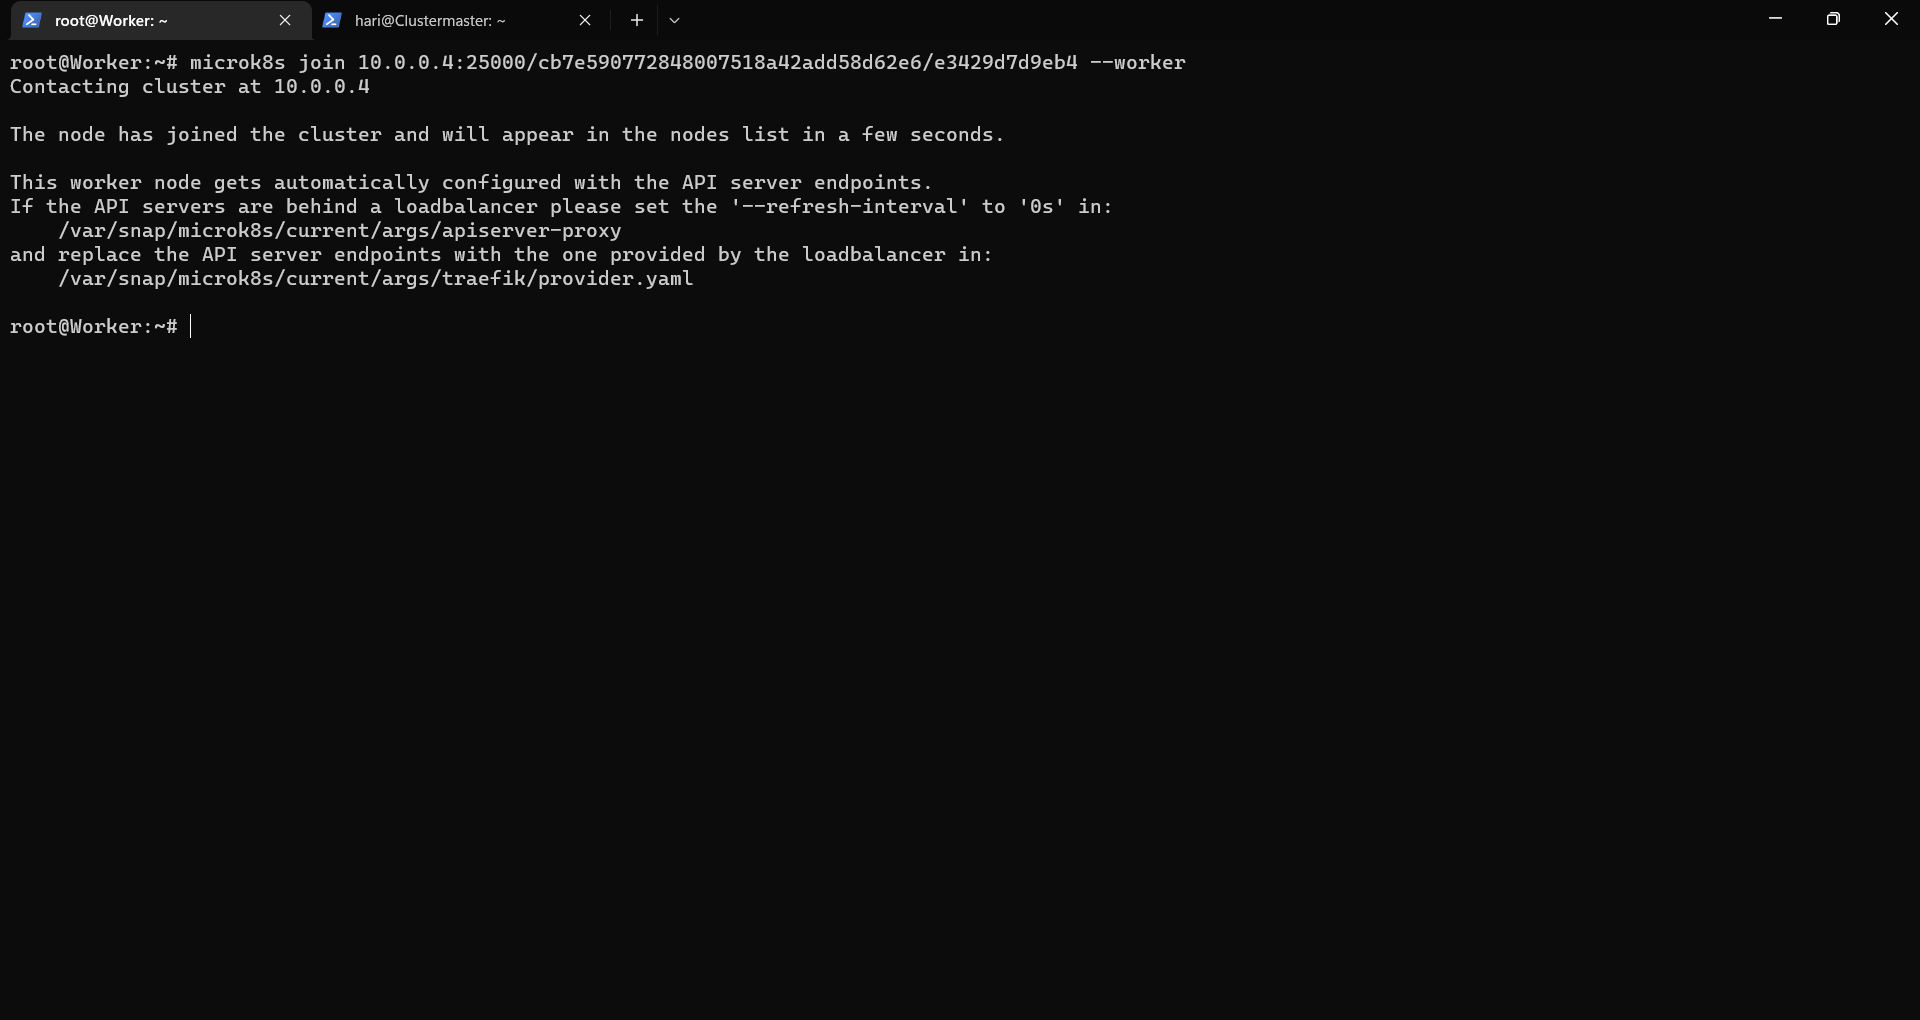 root@Worker: ~
hari@Clustermaster: ~
root@Worker:~# microk8s join 10.0.0.4:25000/cb7e590772848007518a42add58d62e6/e3429d7d9eb4 --worker
Contacting cluster at 10.0.0.4
The node has joined the cluster and will appear in the nodes list in a few seconds.
This worker node gets automatically configured with the API server endpoints.
If the API servers are behind a loadbalancer please set the '--refresh-interval' to '0s' in:
    /var/snap/microk8s/current/args/apiserver-proxy
and replace the API server endpoints with the one provided by the loadbalancer in:
    /var/snap/microk8s/current/args/traefik/provider.yaml
root@Worker:~#